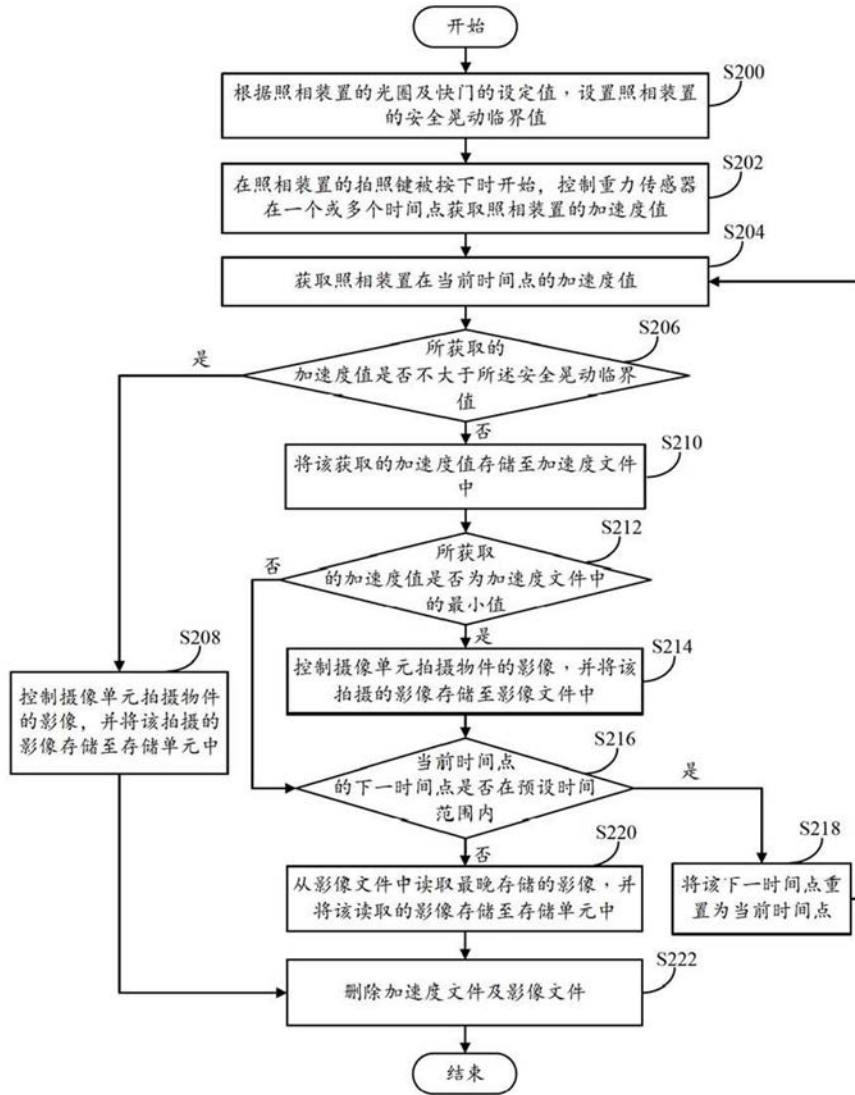 开始
S200
根据照相装置的光圈及快门的设定值，设置照相装置
的安全晃动临界值
S202
在照相装置的拍照键被按下时开始，控制重力传感器
在一个或多个时间点获取照相装置的加速度值
S204
获取照相装置在当前时间点的加速度值
S206
所获取的
加速度值是否不大于所述安全晃动临界
值
是
否
S210
将该获取的加速度值存储至加速度文件
中
S212
所获取
的加速度值是否为加速度文件中
的最小值
否
是
S208
控制摄像单元拍摄物件
的影像，并将该拍摄的
影像存储至存储单元中
S214
控制摄像单元拍摄物件的影像，并将该
拍摄的影像存储至影像文件中
S216
当前时间点
的下一时间点是否在预设时间
范围内
是
否
S218
将该下一时间点重
置为当前时间点
S220
从影像文件中读取最晚存储的影像，并
将该读取的影像存储至存储单元中
S222
删除加速度文件及影像文件
结束